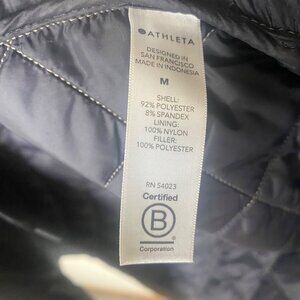 ATHLETA
DESIGNED IN
SAN FRANCISCO
MADE IN INDONESIA
M
SHELL:
92% POLYESTER
8% SPANDEX
LINING:
100% NYLON
FILLER:
100% POLYESTER
RN 54023
Certified
B
Corporation